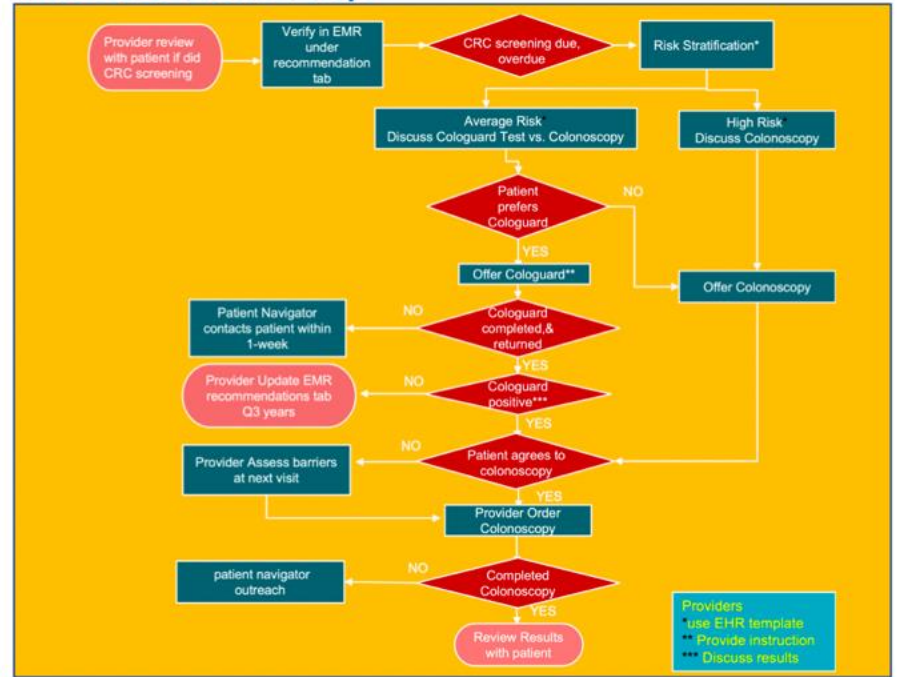 Provider review
with patient if did
CRC screening
Verify in EMR
under
recommendation
tab
CRC screening due,
overdue
Risk Stratification*
Average Risk*
Discuss Cologuard Test vs. Colonoscopy
High Risk*
Discuss Colonoscopy
Patient
prefers
Cologuard
NO
YES
Offer Cologuard**
Offer Colonoscopy
Patient Navigator
contacts patient within
1-week
NO
Cologuard
completed,&
returned
YES
Provider Update EMR
recommendations tab
Q3 years
NO
Cologuard
positive***
YES
Provider Assess barriers
at next visit
NO
Patient agrees to
colonoscopy
YES
Provider Order
Colonoscopy
patient navigator
outreach
NO
Completed
Colonoscopy
YES
Review Results
with patient
Providers
*use EHR template
** Provide instruction
*** Discuss results